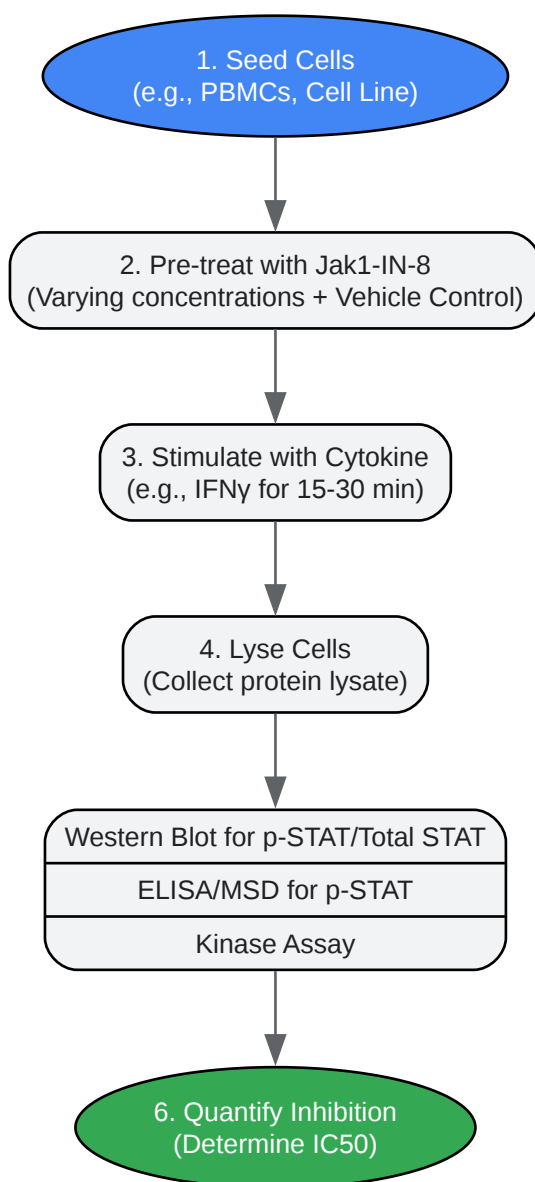 1. Seed Cells
(e.g., PBMCs, Cell Line)
2. Pre-treat with Jak1-IN-8
(Varying concentrations + Vehicle Control)
3. Stimulate with Cytokine
(e.g., IFNγ for 15-30 min)
4. Lyse Cells
(Collect protein lysate)
Western Blot for p-STAT/Total STAT
ELISA/MSD for p-STAT
Kinase Assay
6. Quantify Inhibition
(Determine IC50)